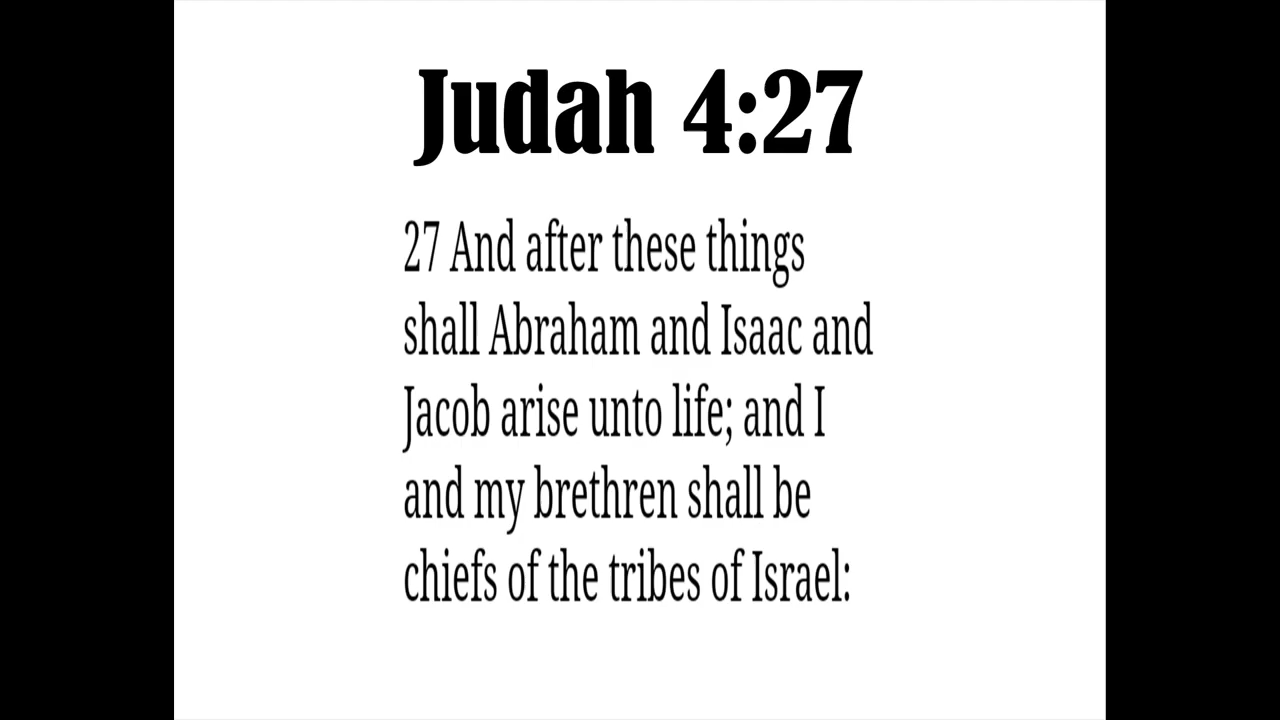 Judah 4:27
27 And after these things
shall Abraham and Isaac and
Jacob arise unto life; and I
and my brethren shall be
chiefs of the tribes of Israel: